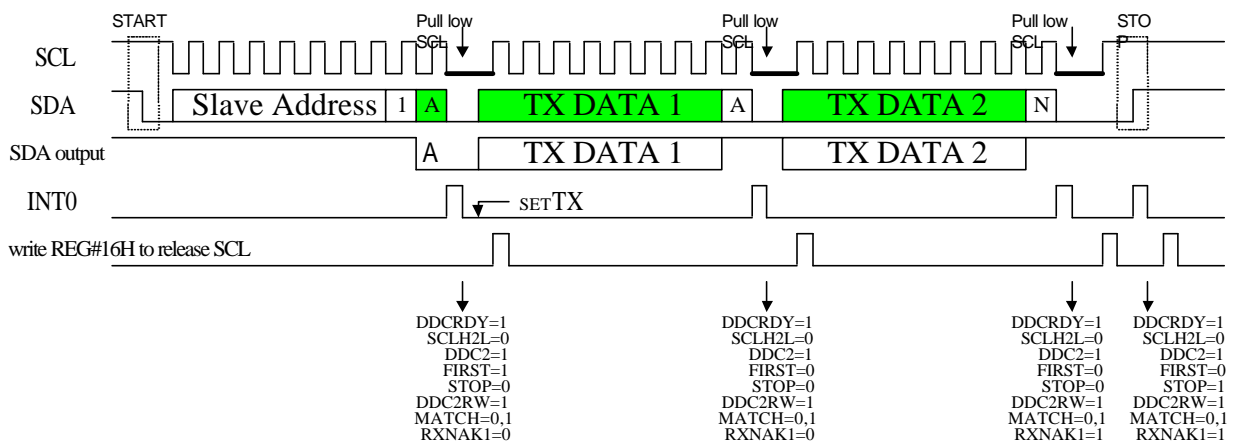 START
Pull low
SCL
Pull low
SCL
Pull low
SCL
STO
P
SCL
SDA
Slave Address
1
A
TX DATA 1
A
TX DATA 2
N
SDA output
A
TX DATA 1
TX DATA 2
INT0
SET TX
write REG#16H to release SCL
DDCRDY=1
SCLH2L=0
DDC2=1
FIRST=1
STOP=0
DDC2RW=1
MATCH=0,1
RXNAK1=0
DDCRDY=1
SCLH2L=0
DDC2=1
FIRST=0
STOP=0
DDC2RW=1
MATCH=0,1
RXNAK1=0
DDCRDY=1
SCLH2L=0
DDC2=1
FIRST=0
STOP=0
DDC2RW=1
MATCH=0,1
RXNAK1=1
DDCRDY=1
SCLH2L=0
DDC2=1
FIRST=0
STOP=1
DDC2RW=1
MATCH=0,1
RXNAK1=1